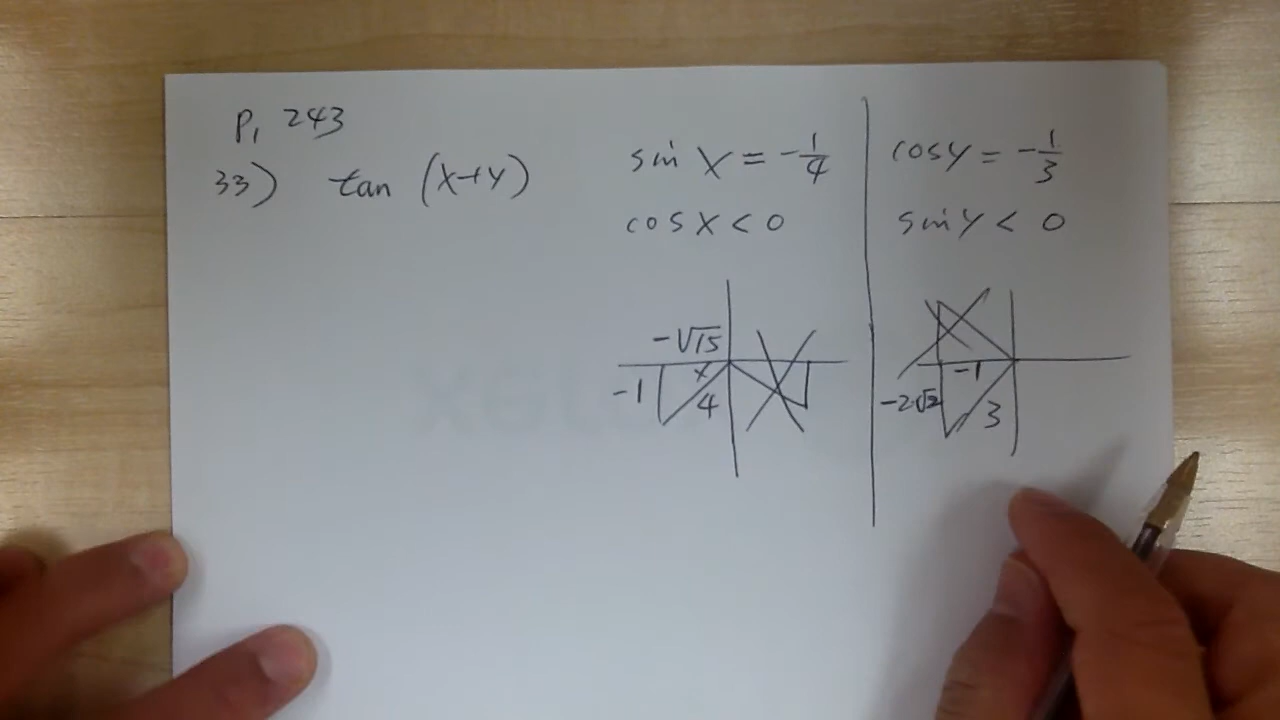 P, 243
33) tan (x+y)
sin x = -1/4
cos x < 0
-√15
x
-1
4
cos y = -1/3
sin y < 0
-1
-2√2
3